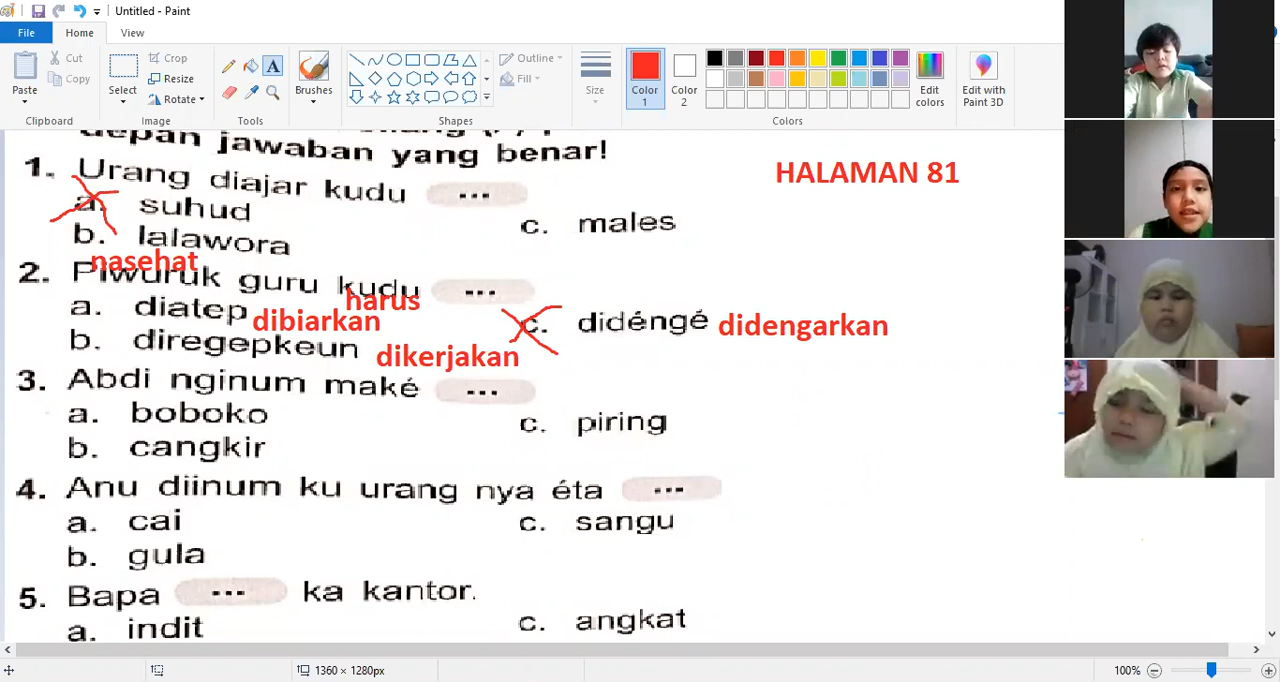 Untitled - Paint
File Home View
Paste
Cut
Copy
Clipboard
Select
Crop
Resize
Rotate
Image
A
Tools
Brushes
Outline
Fill
Shapes
Size
Color 1
Color 2
Edit colors
Colors
Edit with Paint 3D
depan jawaban yang benar!
HALAMAN 81
1. Urang diajar kudu ...
a. suhud
b. lalawora
c. males
nasehat
2. Piwuruk guru kudu ...
harus
a. diatep
dibiarkan
b. diregepkeun
dikerjakan
c. didéngé
didengarkan
3. Abdi nginum maké ...
a. boboko
b. cangkir
c. piring
4. Anu diinum ku urang nya éta ...
a. cai
b. gula
c. sangu
5. Bapa ... ka kantor.
a. indit
c. angkat
1360 × 1280px
100%